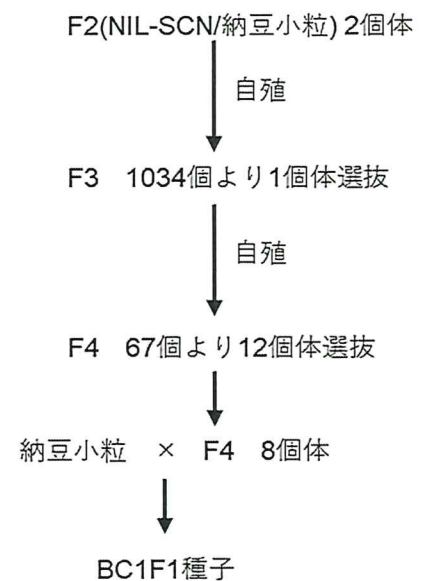 F2(NIL-SCN/納豆小粒) 2個体
自殖
F3 1034個より1個体選抜
自殖
F4 67個より12個体選抜
納豆小粒 × F4 8個体
BC1F1種子